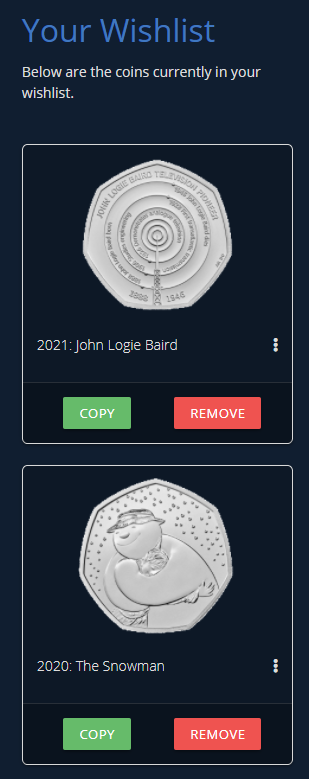 Your Wishlist
Below are the coins currently in your
wishlist.
JOHN LOGIE BAIRD TELEVISION PIONEER
1946
2021: John Logie Baird
COPY
REMOVE
2020: The Snowman
COPY
REMOVE